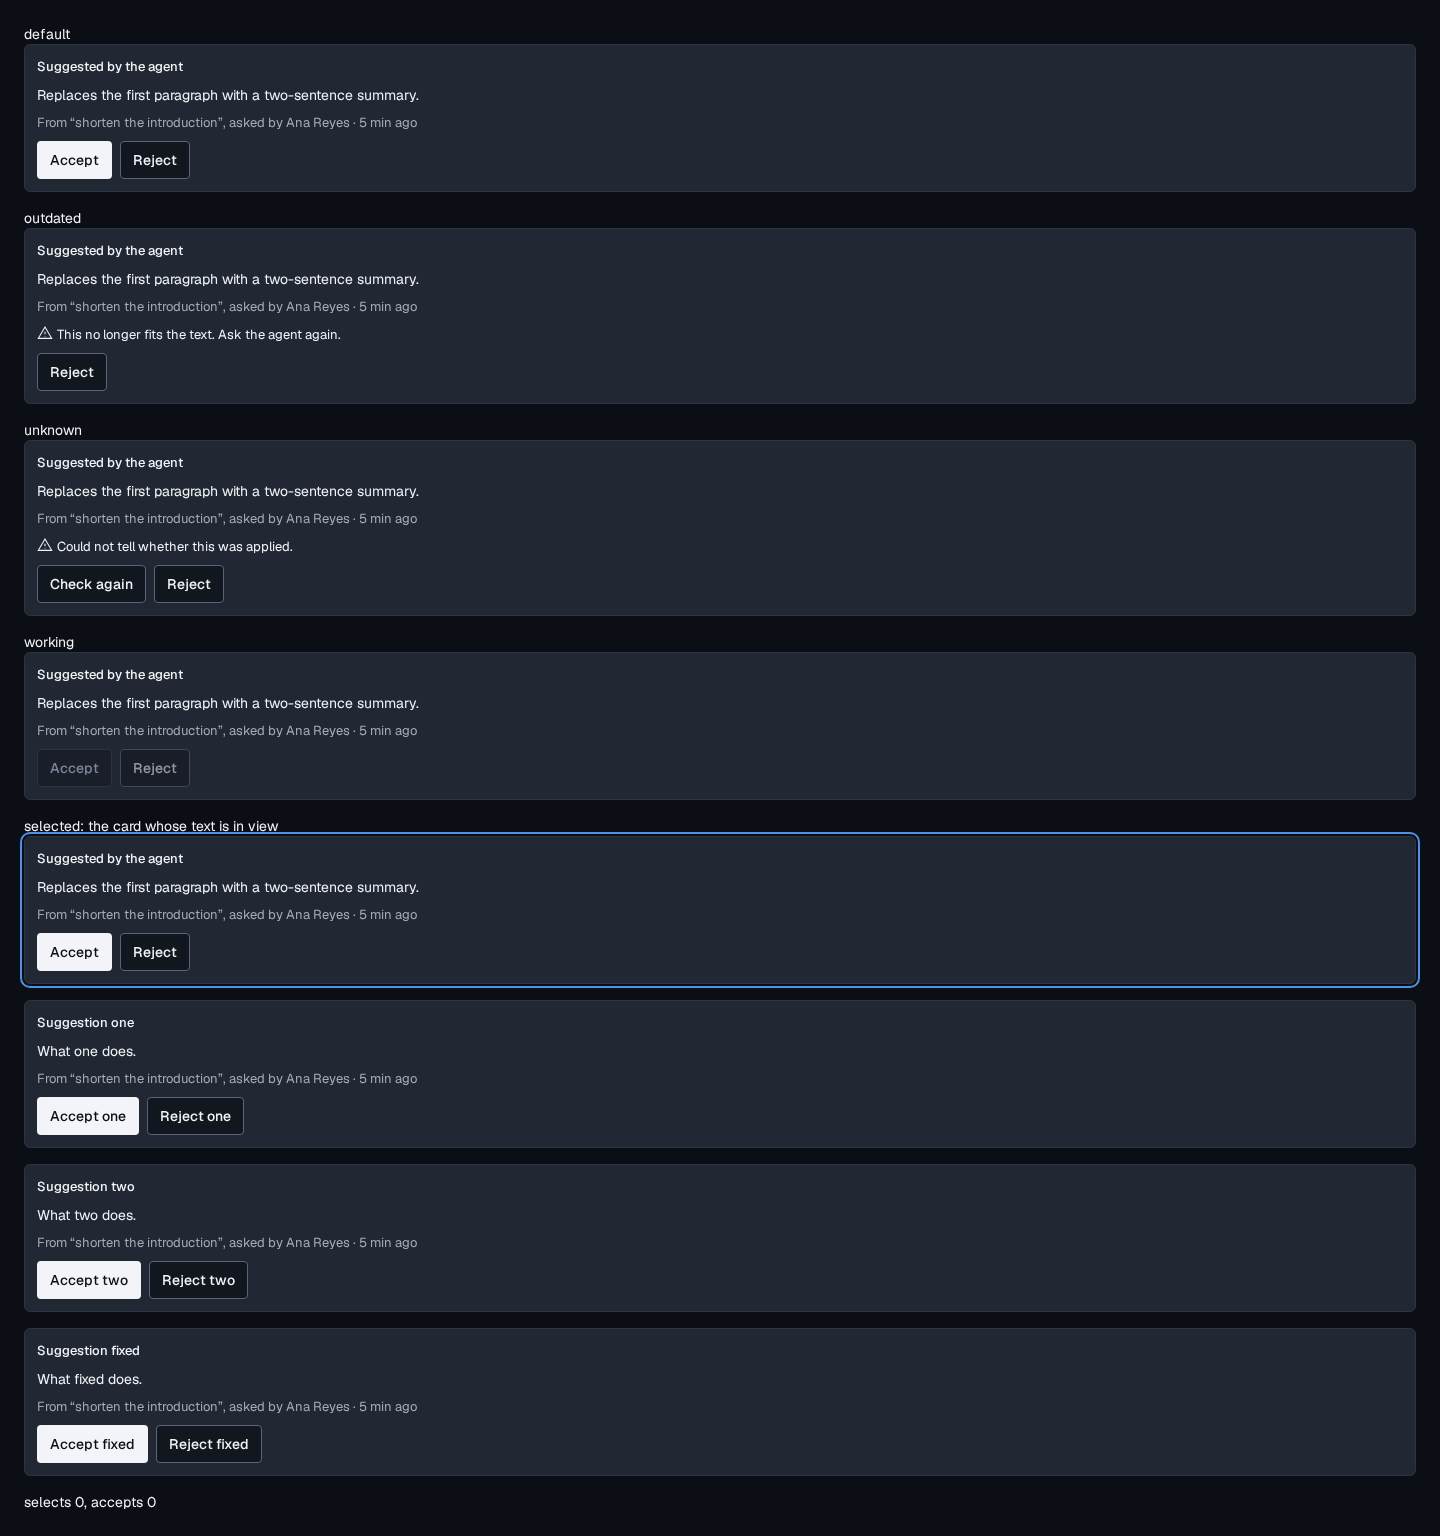 default
Suggested by the agent
Replaces the first paragraph with a two-sentence summary.
From “shorten the introduction”, asked by Ana Reyes · 5 min ago
Accept Reject
outdated
Suggested by the agent
Replaces the first paragraph with a two-sentence summary.
From “shorten the introduction”, asked by Ana Reyes · 5 min ago
This no longer fits the text. Ask the agent again.
Reject
unknown
Suggested by the agent
Replaces the first paragraph with a two-sentence summary.
From “shorten the introduction”, asked by Ana Reyes · 5 min ago
Could not tell whether this was applied.
Check again Reject
working
Suggested by the agent
Replaces the first paragraph with a two-sentence summary.
From “shorten the introduction”, asked by Ana Reyes · 5 min ago
Accept Reject
selected: the card whose text is in view
Suggested by the agent
Replaces the first paragraph with a two-sentence summary.
From “shorten the introduction”, asked by Ana Reyes · 5 min ago
Accept Reject
Suggestion one
What one does.
From “shorten the introduction”, asked by Ana Reyes · 5 min ago
Accept one Reject one
Suggestion two
What two does.
From “shorten the introduction”, asked by Ana Reyes · 5 min ago
Accept two Reject two
Suggestion fixed
What fixed does.
From “shorten the introduction”, asked by Ana Reyes · 5 min ago
Accept fixed Reject fixed
selects 0, accepts 0